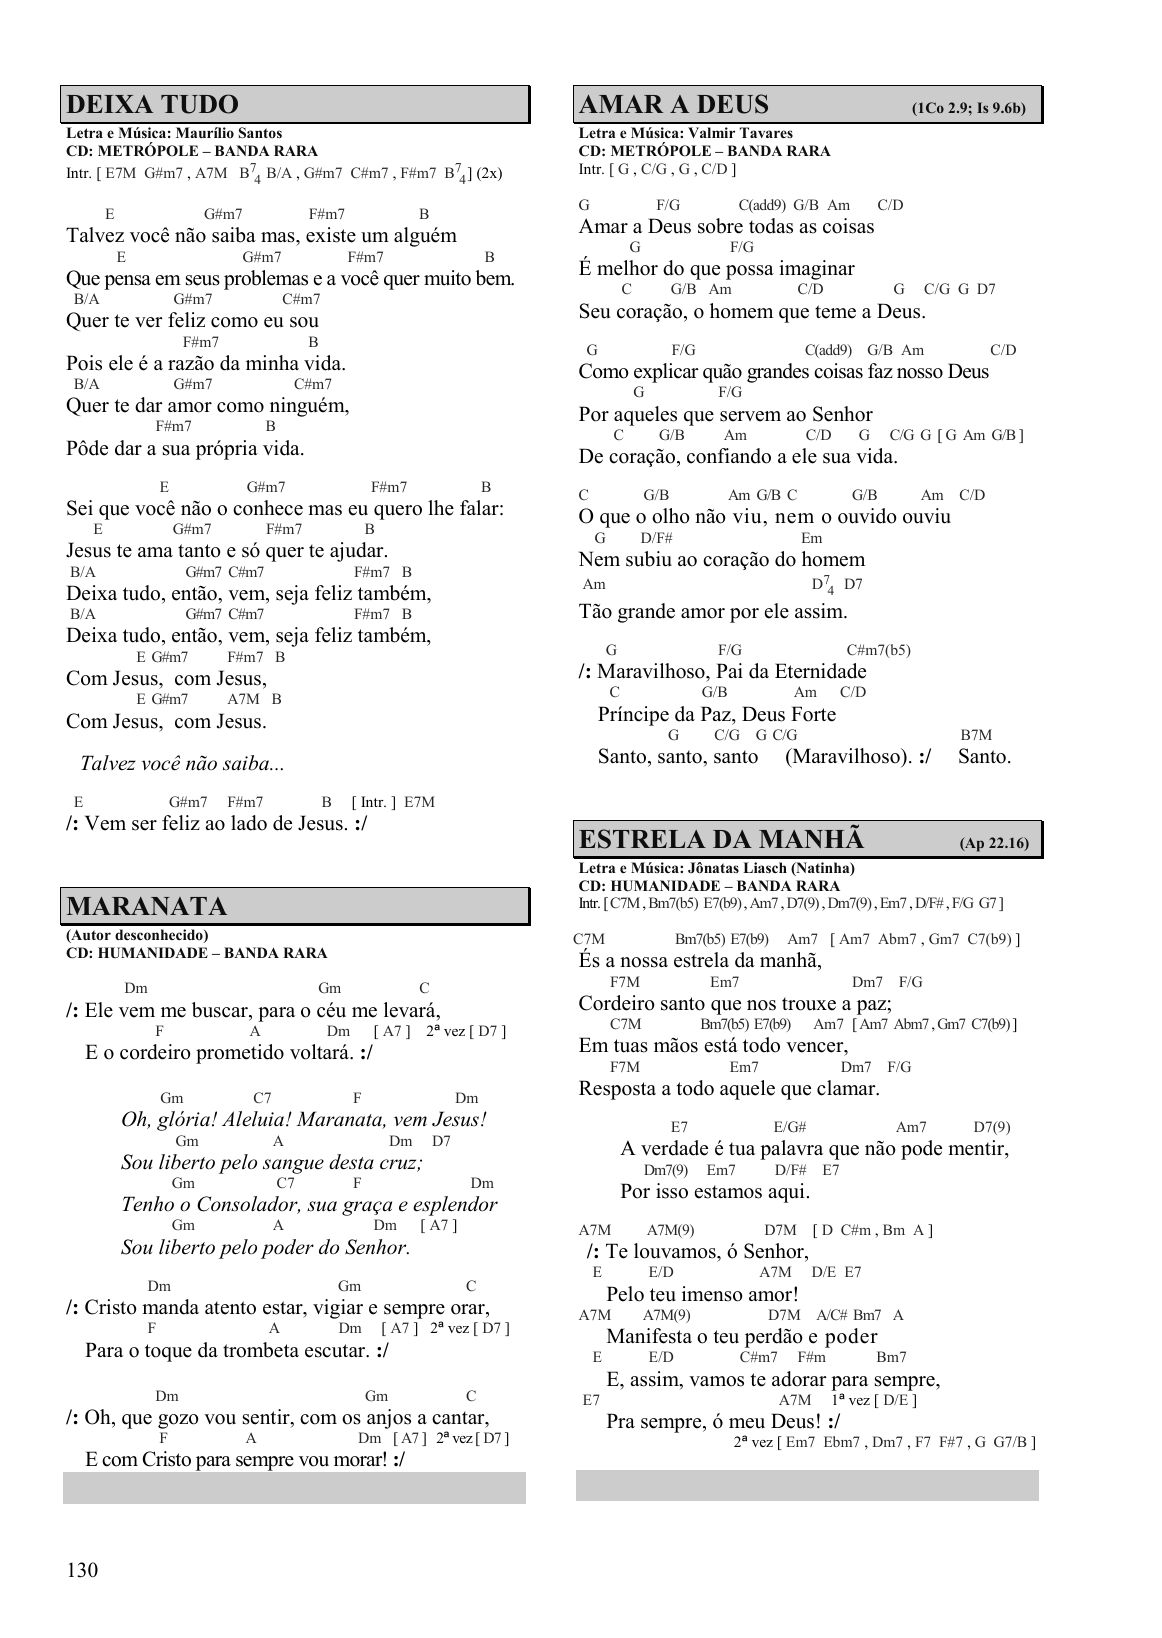 DEIXA TUDO
Letra e Música: Maurílio Santos
CD: METRÓPOLE – BANDA RARA
Intr. [ E7M G#m7 , A7M B74 B/A , G#m7 C#m7 , F#m7 B74 ] (2x)
E G#m7 F#m7 B
Talvez você não saiba mas, existe um alguém
E G#m7 F#m7 B
Que pensa em seus problemas e a você quer muito bem.
B/A G#m7 C#m7
Quer te ver feliz como eu sou
F#m7 B
Pois ele é a razão da minha vida.
B/A G#m7 C#m7
Quer te dar amor como ninguém,
F#m7 B
Pôde dar a sua própria vida.
E G#m7 F#m7 B
Sei que você não o conhece mas eu quero lhe falar:
E G#m7 F#m7 B
Jesus te ama tanto e só quer te ajudar.
B/A G#m7 C#m7 F#m7 B
Deixa tudo, então, vem, seja feliz também,
B/A G#m7 C#m7 F#m7 B
Deixa tudo, então, vem, seja feliz também,
E G#m7 F#m7 B
Com Jesus, com Jesus,
E G#m7 A7M B
Com Jesus, com Jesus.
Talvez você não saiba...
E G#m7 F#m7 B [ Intr. ] E7M
/: Vem ser feliz ao lado de Jesus. :/
MARANATA
(Autor desconhecido)
CD: HUMANIDADE – BANDA RARA
Dm Gm C
/: Ele vem me buscar, para o céu me levará,
F A Dm [ A7 ] 2ª vez [ D7 ]
E o cordeiro prometido voltará. :/
Gm C7 F Dm
Oh, glória! Aleluia! Maranata, vem Jesus!
Gm A Dm D7
Sou liberto pelo sangue desta cruz;
Gm C7 F Dm
Tenho o Consolador, sua graça e esplendor
Gm A Dm [ A7 ]
Sou liberto pelo poder do Senhor.
Dm Gm C
/: Cristo manda atento estar, vigiar e sempre orar,
F A Dm [ A7 ] 2ª vez [ D7 ]
Para o toque da trombeta escutar. :/
Dm Gm C
/: Oh, que gozo vou sentir, com os anjos a cantar,
F A Dm [ A7 ] 2ª vez [ D7 ]
E com Cristo para sempre vou morar! :/
AMAR A DEUS (1Co 2.9; Is 9.6b)
Letra e Música: Valmir Tavares
CD: METRÓPOLE – BANDA RARA
Intr. [ G , C/G , G , C/D ]
G F/G C(add9) G/B Am C/D
Amar a Deus sobre todas as coisas
G F/G
É melhor do que possa imaginar
C G/B Am C/D G C/G G D7
Seu coração, o homem que teme a Deus.
G F/G C(add9) G/B Am C/D
Como explicar quão grandes coisas faz nosso Deus
G F/G
Por aqueles que servem ao Senhor
C G/B Am C/D G C/G G [ G Am G/B ]
De coração, confiando a ele sua vida.
C G/B Am G/B C G/B Am C/D
O que o olho não viu, nem o ouvido ouviu
G D/F# Em
Nem subiu ao coração do homem
Am D74 D7
Tão grande amor por ele assim.
G F/G C#m7(b5)
/: Maravilhoso, Pai da Eternidade
C G/B Am C/D
Príncipe da Paz, Deus Forte
G C/G G C/G B7M
Santo, santo, santo (Maravilhoso). :/ Santo.
ESTRELA DA MANHÃ (Ap 22.16)
Letra e Música: Jônatas Liasch (Natinha)
CD: HUMANIDADE – BANDA RARA
Intr. [ C7M , Bm7(b5) E7(b9) , Am7 , D7(9) , Dm7(9) , Em7 , D/F# , F/G G7 ]
C7M Bm7(b5) E7(b9) Am7 [ Am7 Abm7 , Gm7 C7(b9) ]
És a nossa estrela da manhã,
F7M Em7 Dm7 F/G
Cordeiro santo que nos trouxe a paz;
C7M Bm7(b5) E7(b9) Am7 [ Am7 Abm7 , Gm7 C7(b9) ]
Em tuas mãos está todo vencer,
F7M Em7 Dm7 F/G
Resposta a todo aquele que clamar.
E7 E/G# Am7 D7(9)
A verdade é tua palavra que não pode mentir,
Dm7(9) Em7 D/F# E7
Por isso estamos aqui.
A7M A7M(9) D7M [ D C#m , Bm A ]
/: Te louvamos, ó Senhor,
E E/D A7M D/E E7
Pelo teu imenso amor!
A7M A7M(9) D7M A/C# Bm7 A
Manifesta o teu perdão e poder
E E/D C#m7 F#m Bm7
E, assim, vamos te adorar para sempre,
E7 A7M 1ª vez [ D/E ]
Pra sempre, ó meu Deus! :/
2ª vez [ Em7 Ebm7 , Dm7 , F7 F#7 , G G7/B ]
130